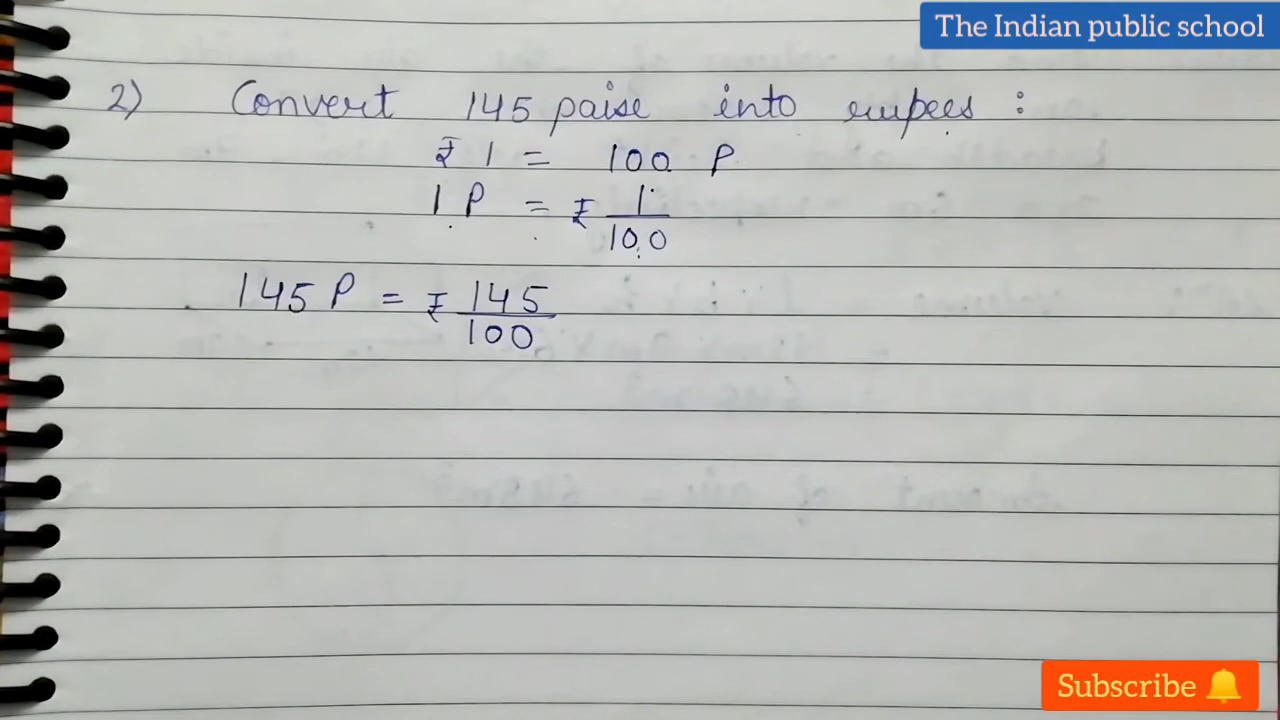 The Indian public school
2) Convert 145 paise into rupees :
₹ 1 = 100 P
1 P = ₹ 1/100
145 P = ₹ 145/100
Subscribe